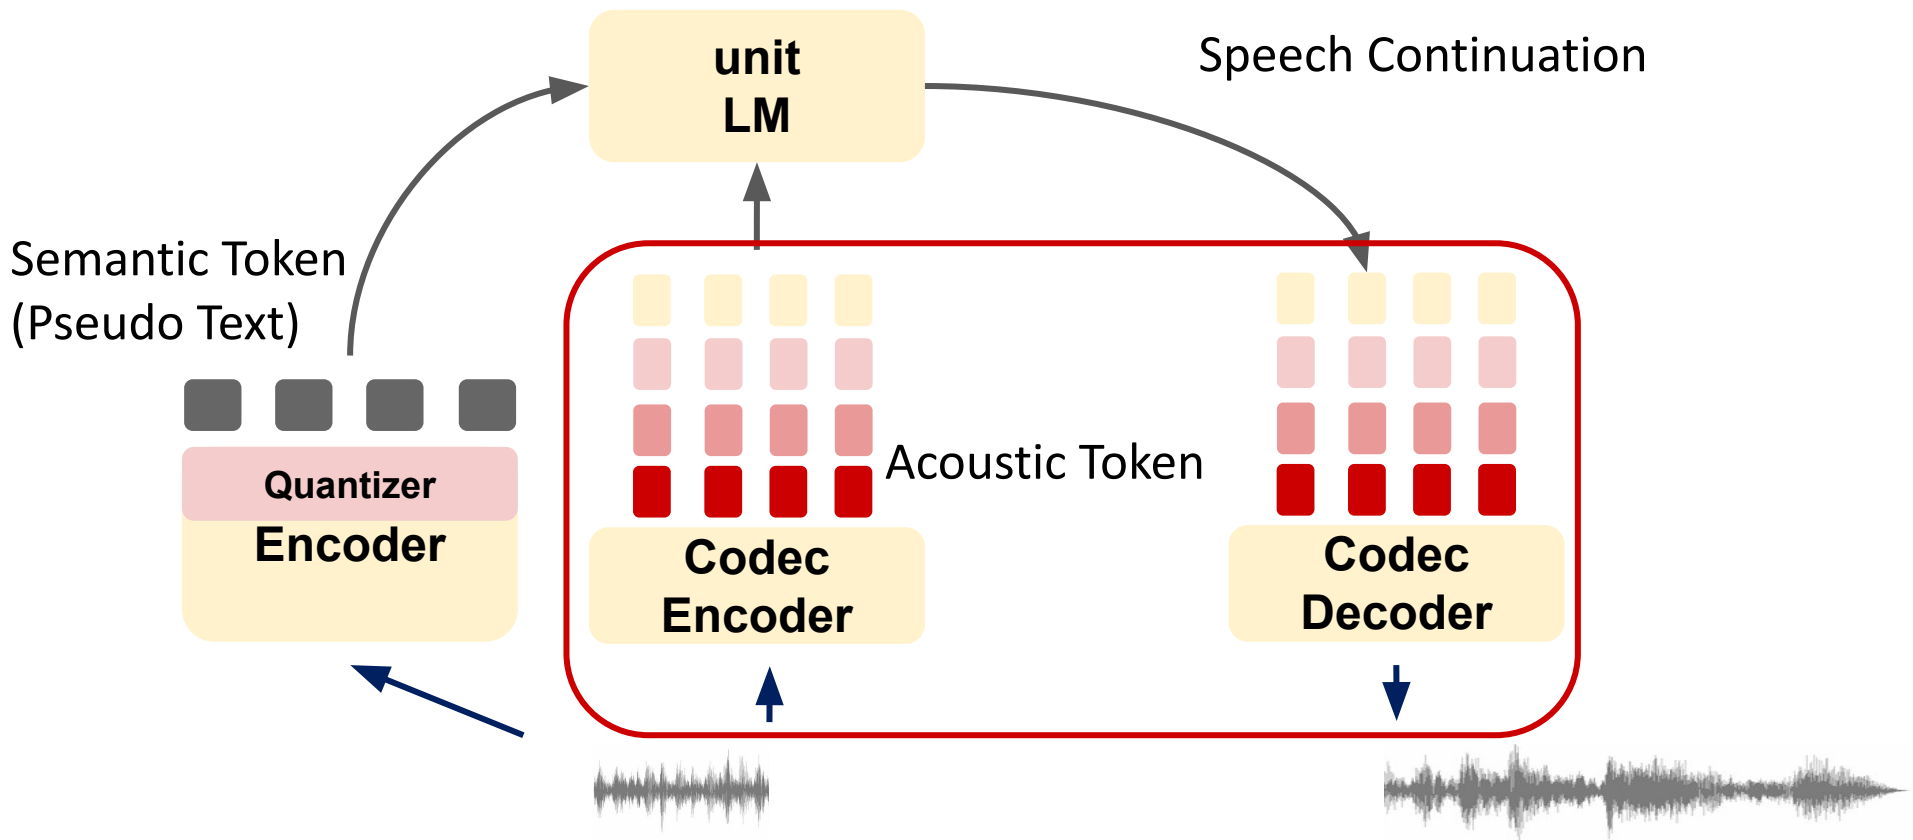 unit
LM
Speech Continuation
Semantic Token
(Pseudo Text)
Quantizer
Encoder
Acoustic Token
Codec
Encoder
Codec
Decoder